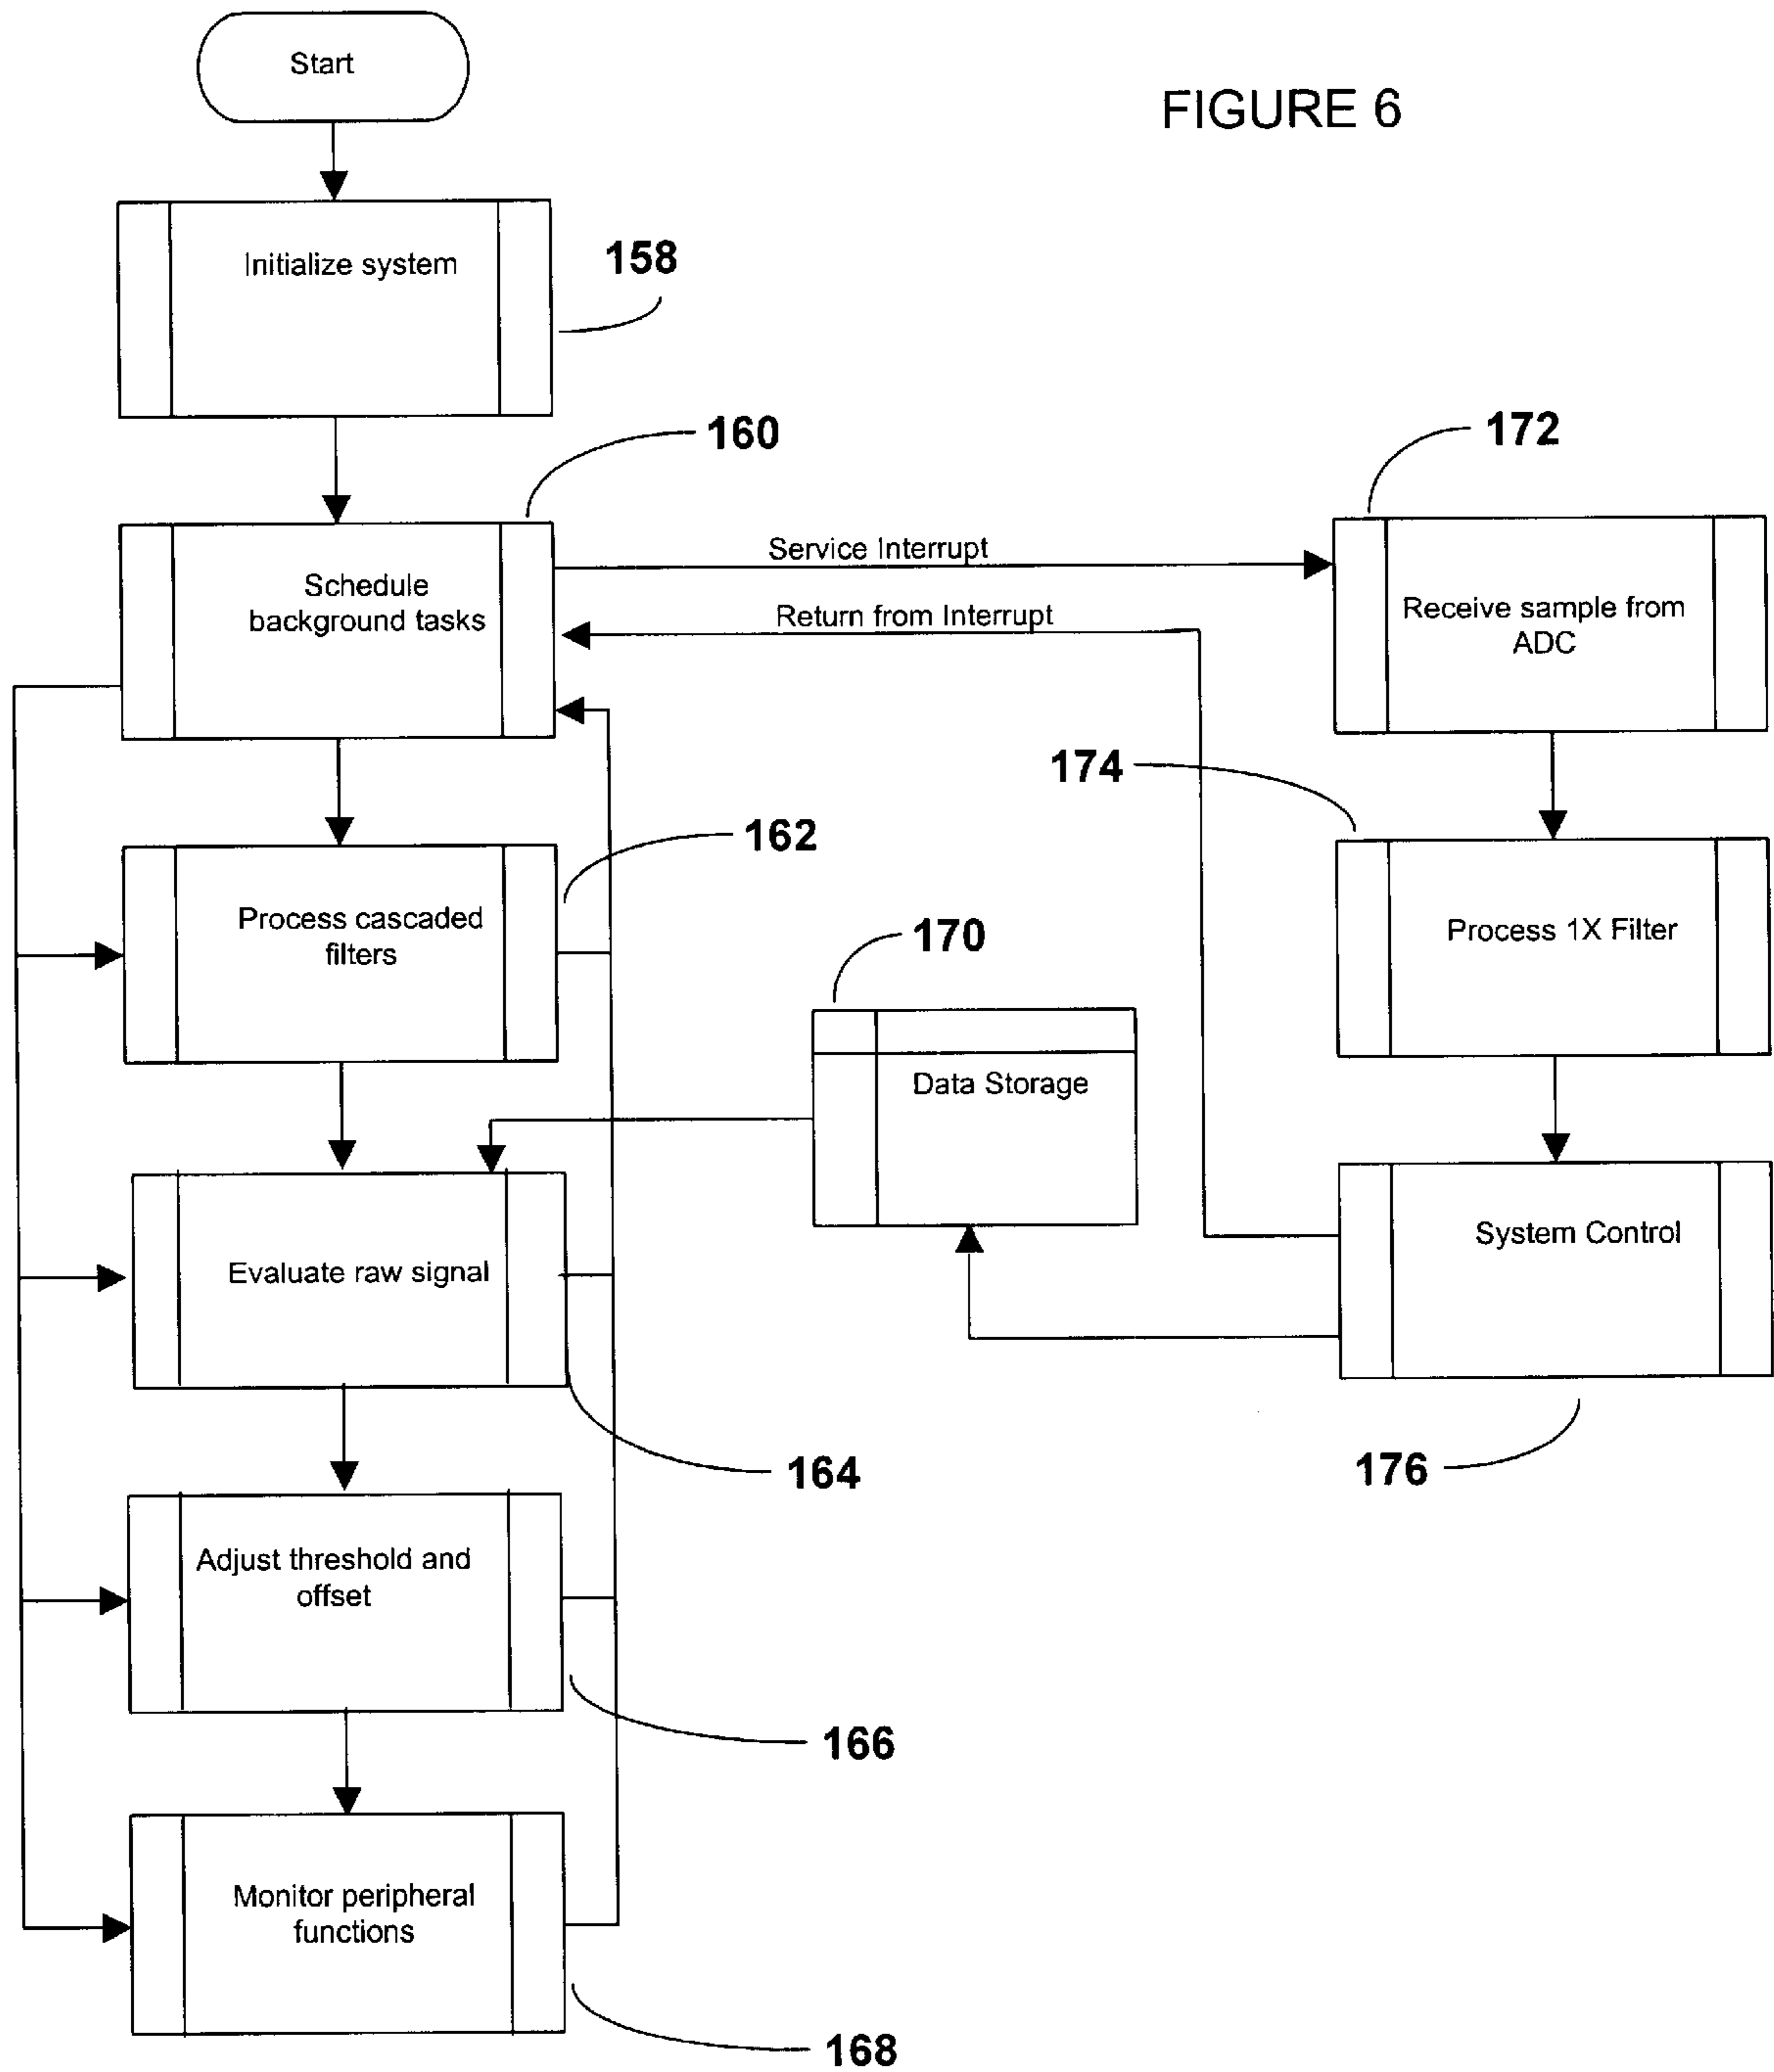 Start
FIGURE 6
Initialize system
158
160
172
Service Interrupt
Schedule
background tasks
Return from Interrupt
Receive sample from
ADC
174
162
Process cascaded
filters
170
Process 1X Filter
Data Storage
System Control
Evaluate raw signal
164
176
Adjust threshold and
offset
166
Monitor peripheral
functions
168